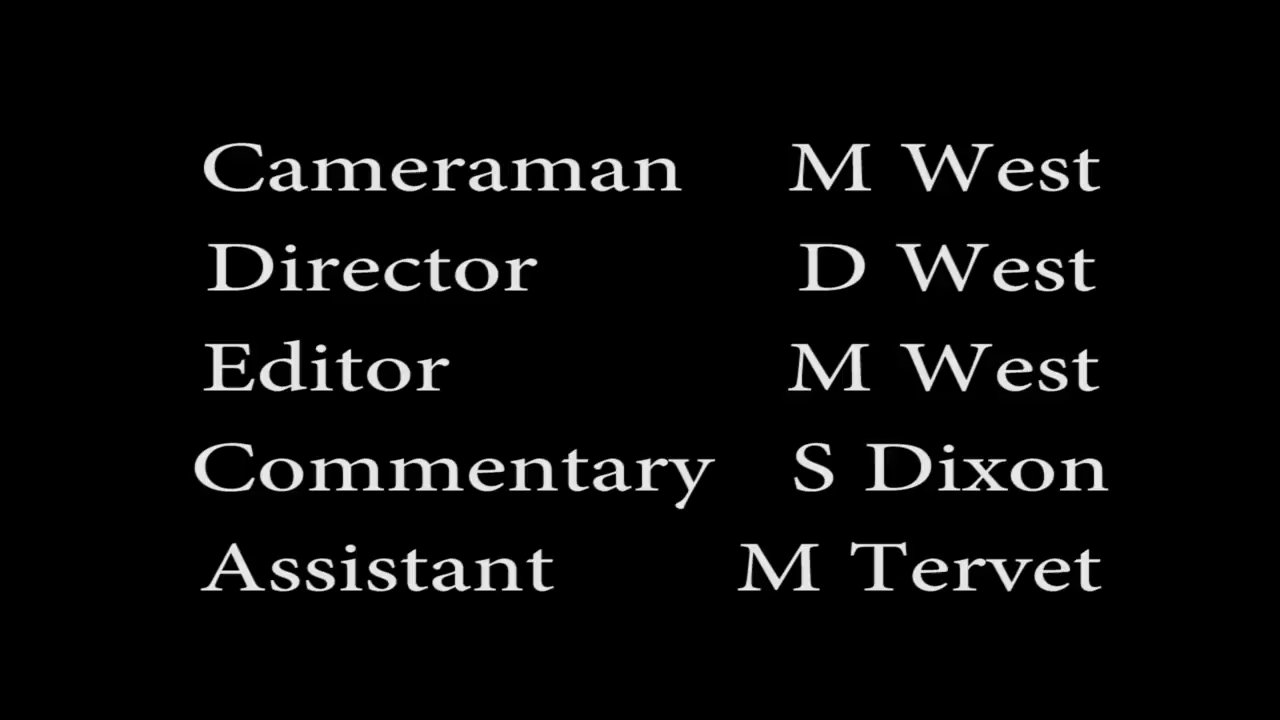 Cameraman M West
Director D West
Editor M West
Commentary S Dixon
Assistant M Tervet